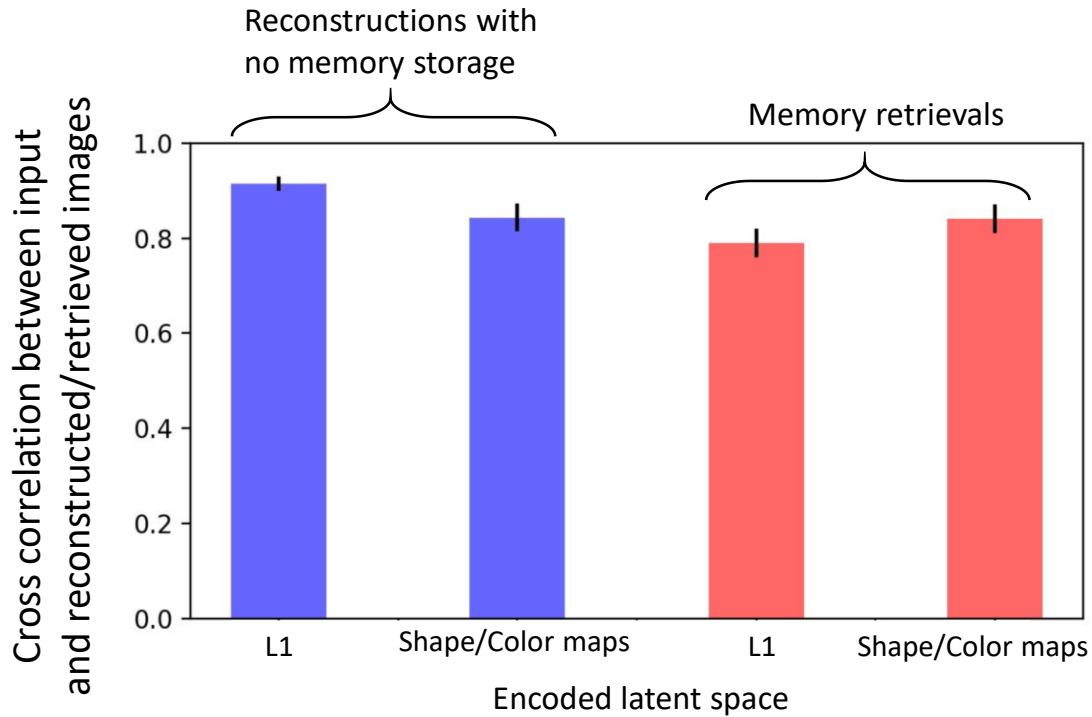 Reconstructions with
no memory storage
Memory retrievals
Cross correlation between input
and reconstructed/retrieved images
1.0
0.8
0.6
0.4
0.2
0.0
L1
Shape/Color maps
L1
Shape/Color maps
Encoded latent space